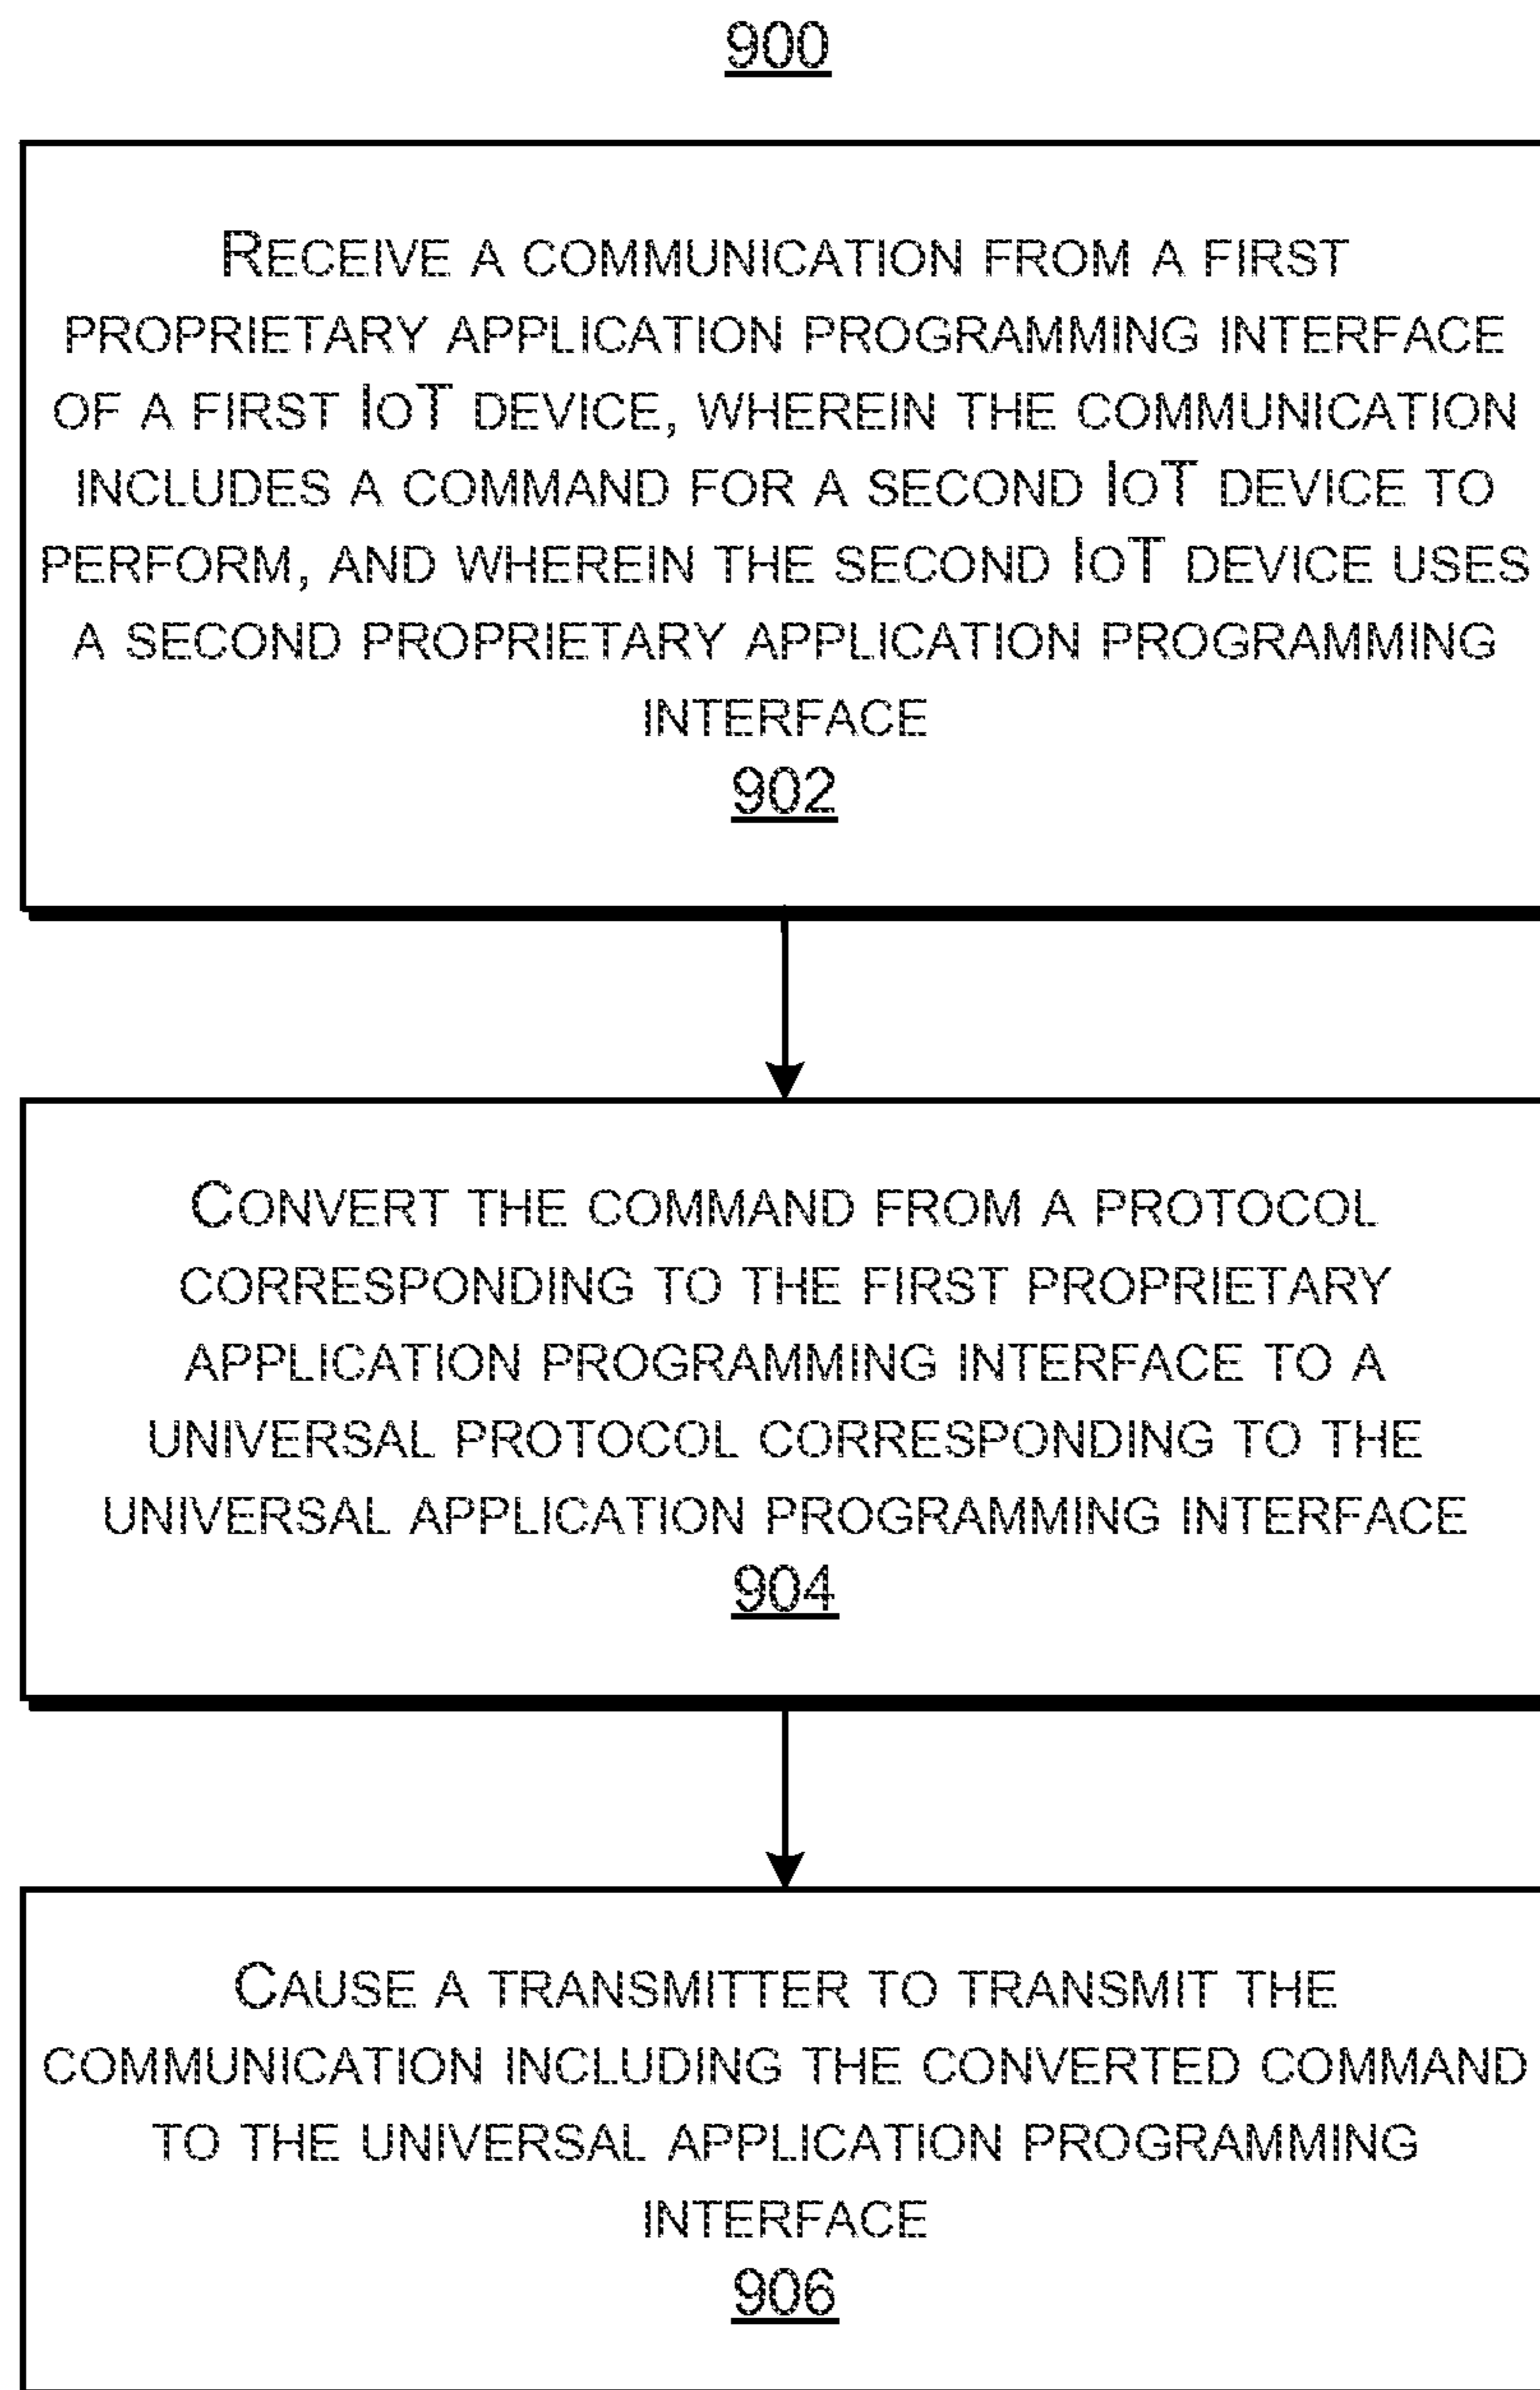 900
RECEIVE A COMMUNICATION FROM A FIRST
PROPRIETARY APPLICATION PROGRAMMING INTERFACE
OF A FIRST IOT DEVICE, WHEREIN THE COMMUNICATION
INCLUDES A COMMAND FOR A SECOND IOT DEVICE TO
PERFORM, AND WHEREIN THE SECOND IOT DEVICE USES
A SECOND PROPRIETARY APPLICATION PROGRAMMING
INTERFACE
902
CONVERT THE COMMAND FROM A PROTOCOL
CORRESPONDING TO THE FIRST PROPRIETARY
APPLICATION PROGRAMMING INTERFACE TO A
UNIVERSAL PROTOCOL CORRESPONDING TO THE
UNIVERSAL APPLICATION PROGRAMMING INTERFACE
904
CAUSE A TRANSMITTER TO TRANSMIT THE
COMMUNICATION INCLUDING THE CONVERTED COMMAND
TO THE UNIVERSAL APPLICATION PROGRAMMING
INTERFACE
906